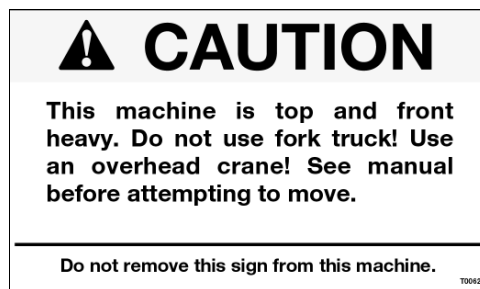 CAUTION
This machine is top and front
heavy. Do not use fork truck! Use
an overhead crane! See manual
before attempting to move.
Do not remove this sign from this machine.
T0062